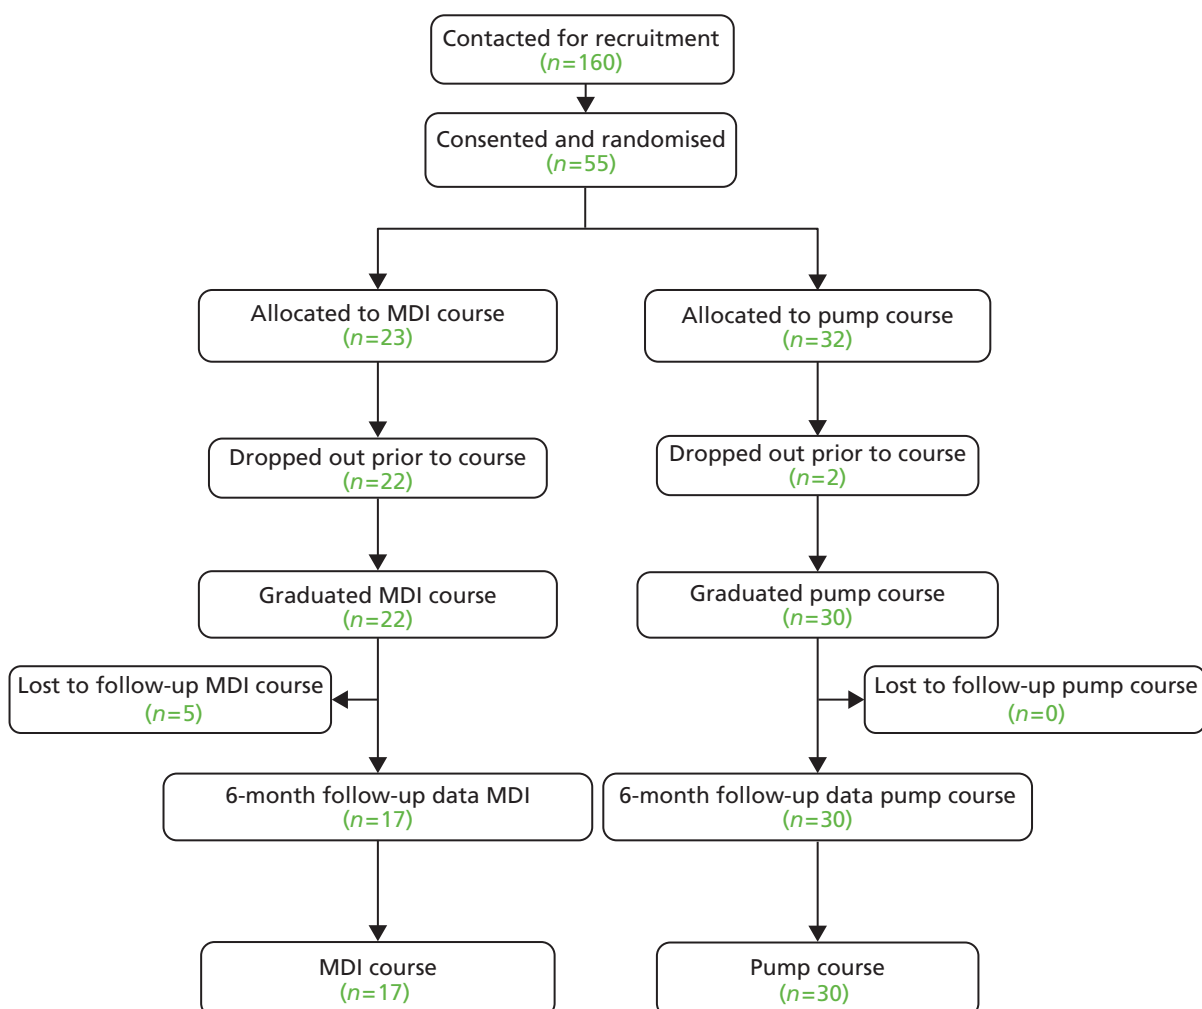 Contacted for recruitment
(n=160)
Consented and randomised
(n=55)
Allocated to MDI course
(n=23)
Allocated to pump course
(n=32)
Dropped out prior to course
(n=22)
Dropped out prior to course
(n=2)
Graduated MDI course
(n=22)
Graduated pump course
(n=30)
Lost to follow-up MDI course
(n=5)
Lost to follow-up pump course
(n=0)
6-month follow-up data MDI
(n=17)
6-month follow-up data pump course
(n=30)
MDI course
(n=17)
Pump course
(n=30)